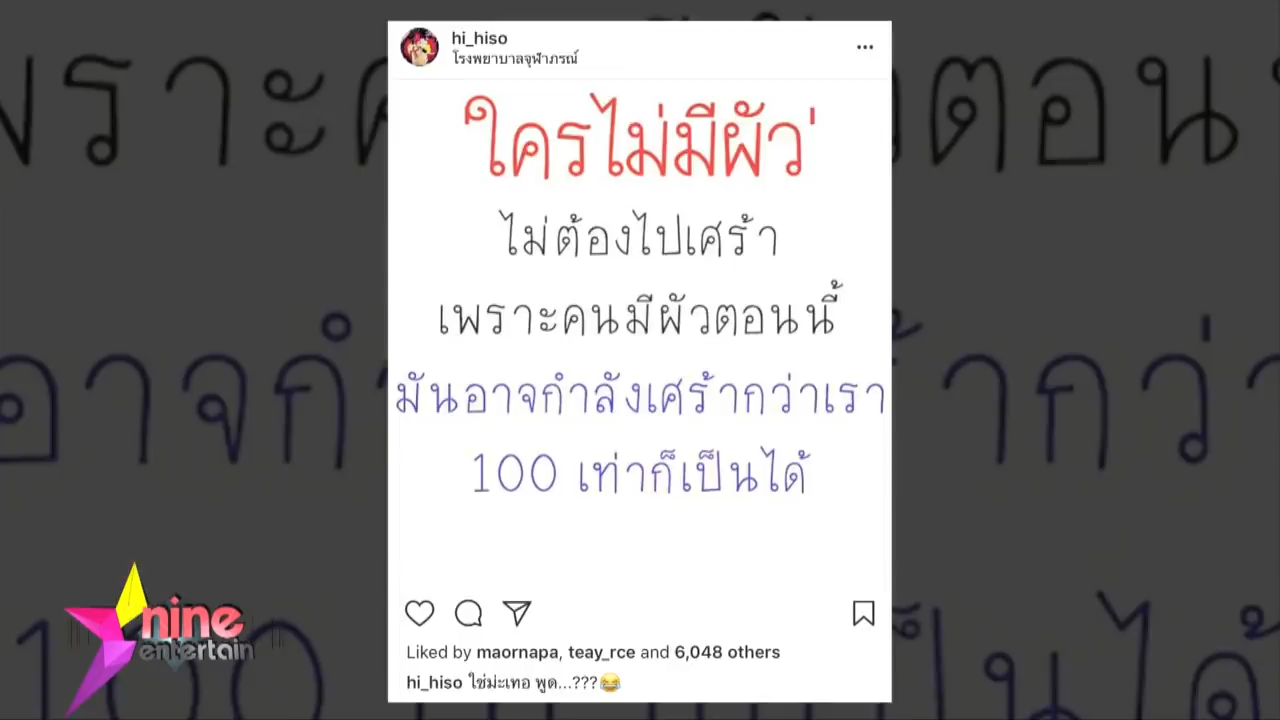 hi_hiso
โรงพยาบาลจุฬาภรณ์
'ใครไม่มีผัว'
ไม่ต้องไปเศร้า
เพราะคนมีผัวตอนนี้
มันอาจกำลังเศร้ากว่าเรา
100 เท่าก็เป็นได้
Liked by maornapa, teay_rce and 6,048 others
hi_hiso ใช่ม่ะเทอ พูด...???😂
nine
entertain